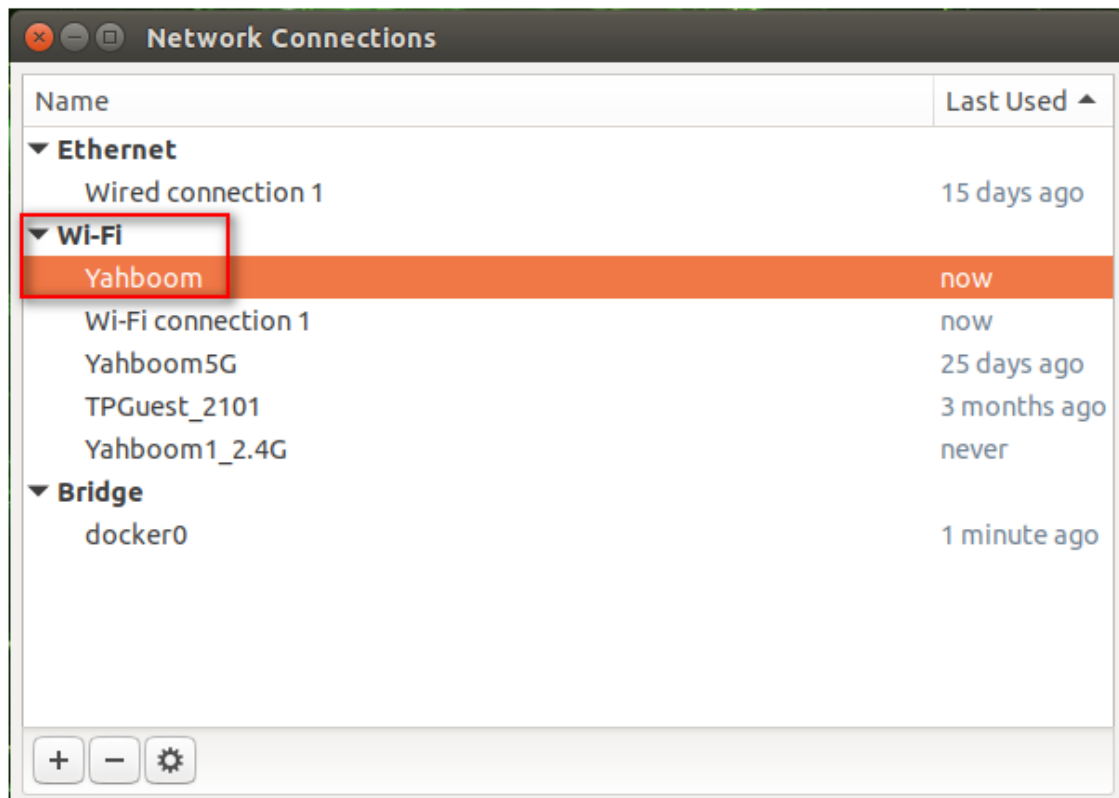 Network Connections
Name Last Used
Ethernet
Wired connection 1 15 days ago
Wi-Fi
Yahboom now
Wi-Fi connection 1 now
Yahboom5G 25 days ago
TPGuest_2101 3 months ago
Yahboom1_2.4G never
Bridge
docker0 1 minute ago